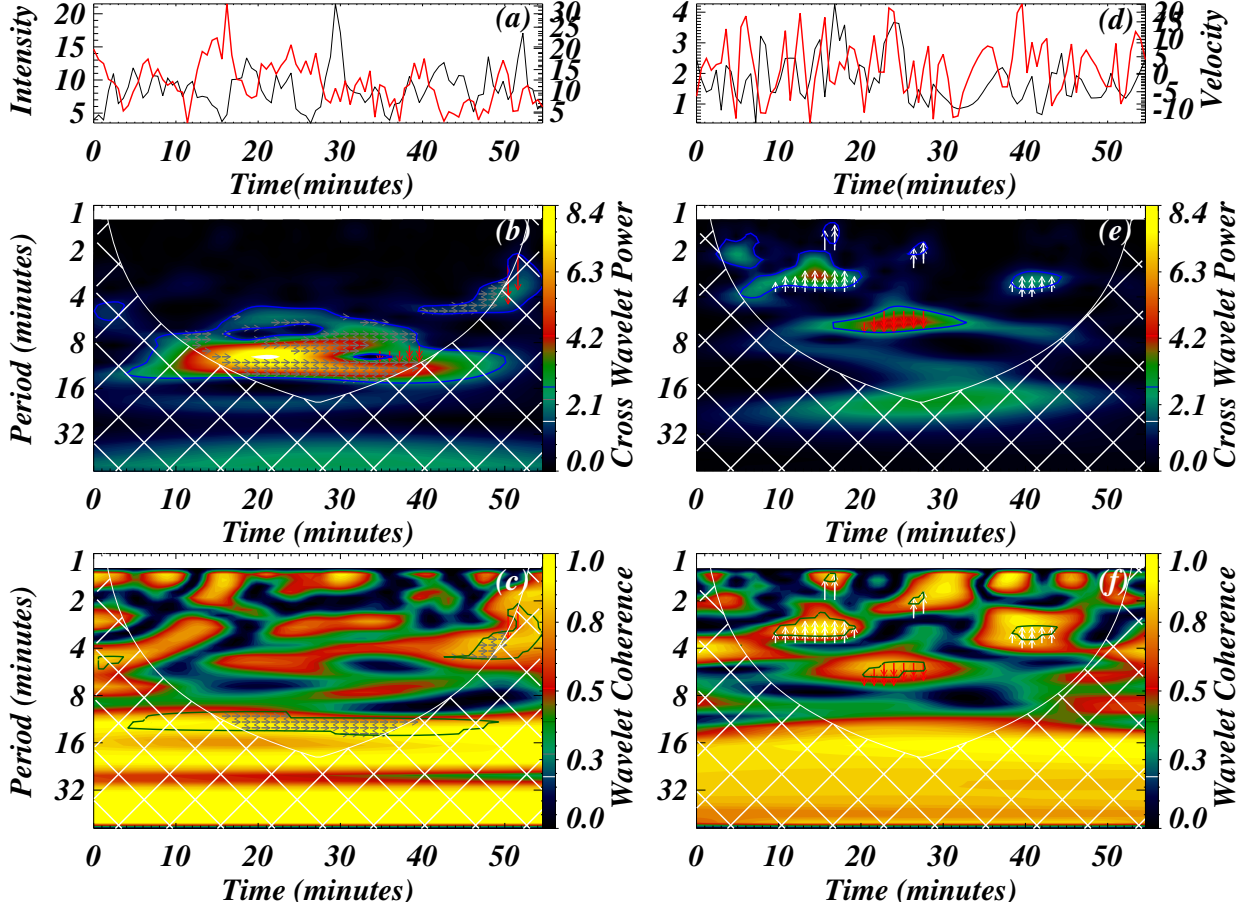 (a)
Intensity
20
15
10
5
30
25
20
15
10
5
0 10 20 30 40 50
Time(minutes)
(d)
4
3
2
1
20
15
10
5
0
-5
-10
Velocity
0 10 20 30 40 50
Time(minutes)
(b)
Period (minutes)
1
2
4
8
16
32
8.4
6.3
4.2
2.1
0.0
Cross Wavelet Power
0 10 20 30 40 50
Time (minutes)
(e)
1
2
4
8
16
32
8.4
6.3
4.2
2.1
0.0
Cross Wavelet Power
0 10 20 30 40 50
Time (minutes)
(c)
Period (minutes)
1
2
4
8
16
32
1.0
0.8
0.5
0.3
0.0
Wavelet Coherence
0 10 20 30 40 50
Time (minutes)
(f)
1
2
4
8
16
32
1.0
0.8
0.5
0.3
0.0
Wavelet Coherence
0 10 20 30 40 50
Time (minutes)